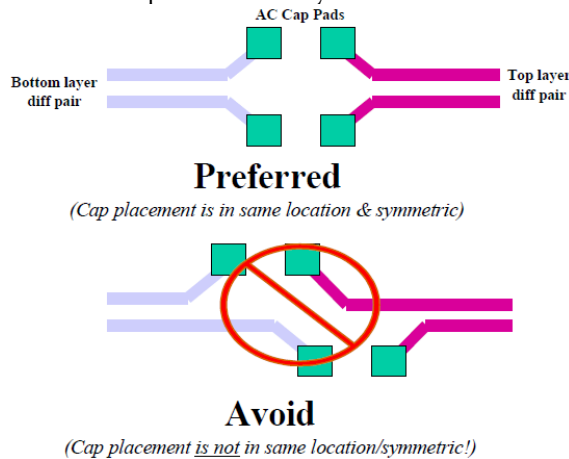 AC Cap Pads
Bottom layer
diff pair
Top layer
diff pair
Preferred
(Cap placement is in same location & symmetric)
Avoid
(Cap placement is not in same location/symmetric!)